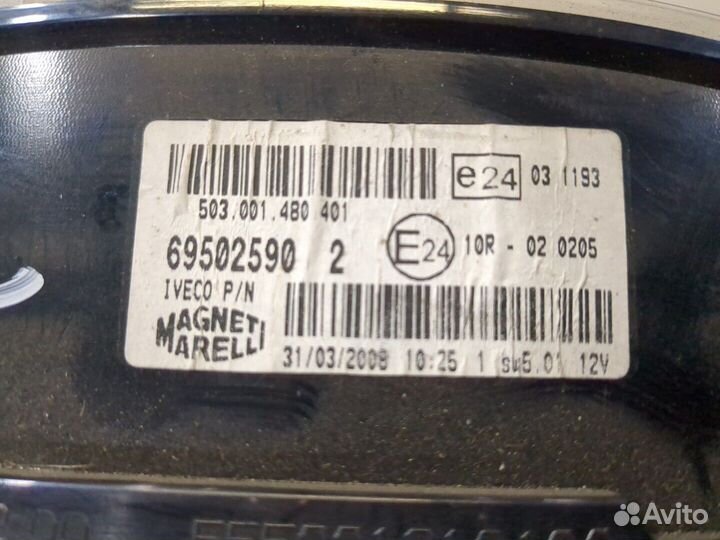 503.001.480 401
e24 03 1193
69502590 2
E24 10R - 02 0205
IVECO P/N
MAGNETI
MARELLI
31/03/2008 10:25 1 sw5.01 12V
Avito